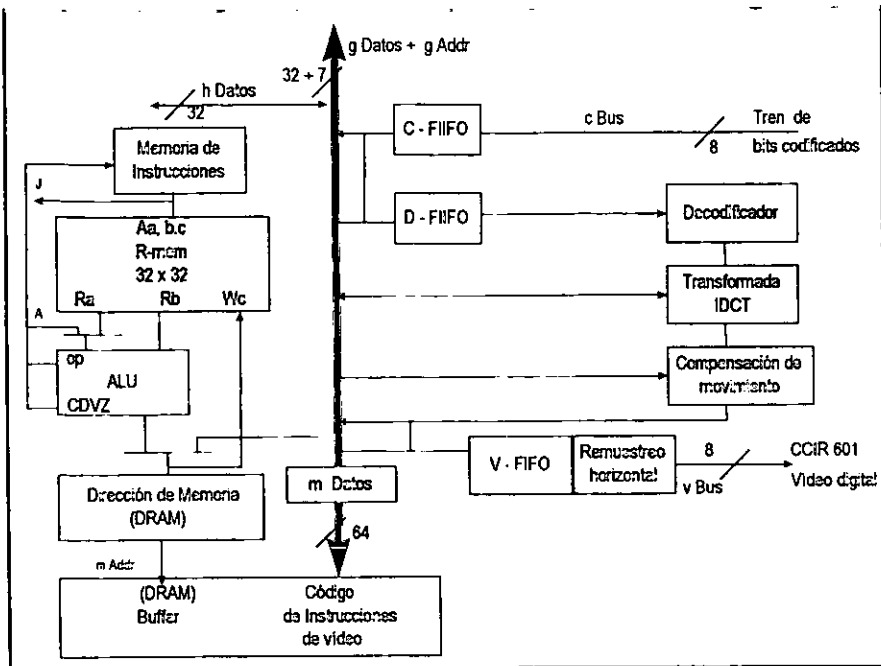 g Datos + g Addr
32 + 7
h Datos
32
C - FIIFO
c Bus
8
Tren de
bits codificados
Memoria de
Instrucciones
J
D - FIIFO
Decodificador
Aa, b.c
R-mem
32 x 32
Ra
Rb
Wc
A
Transformada
IDCT
op
ALU
CDVZ
Compensación de
movimiento
V - FIFO
Remuestreo
horizontal
8
v Bus
CCIR 601
Video digital
m Datos
64
Dirección de Memoria
(DRAM)
m Addr
(DRAM)
Buffer
Código
de Instrucciones
de video